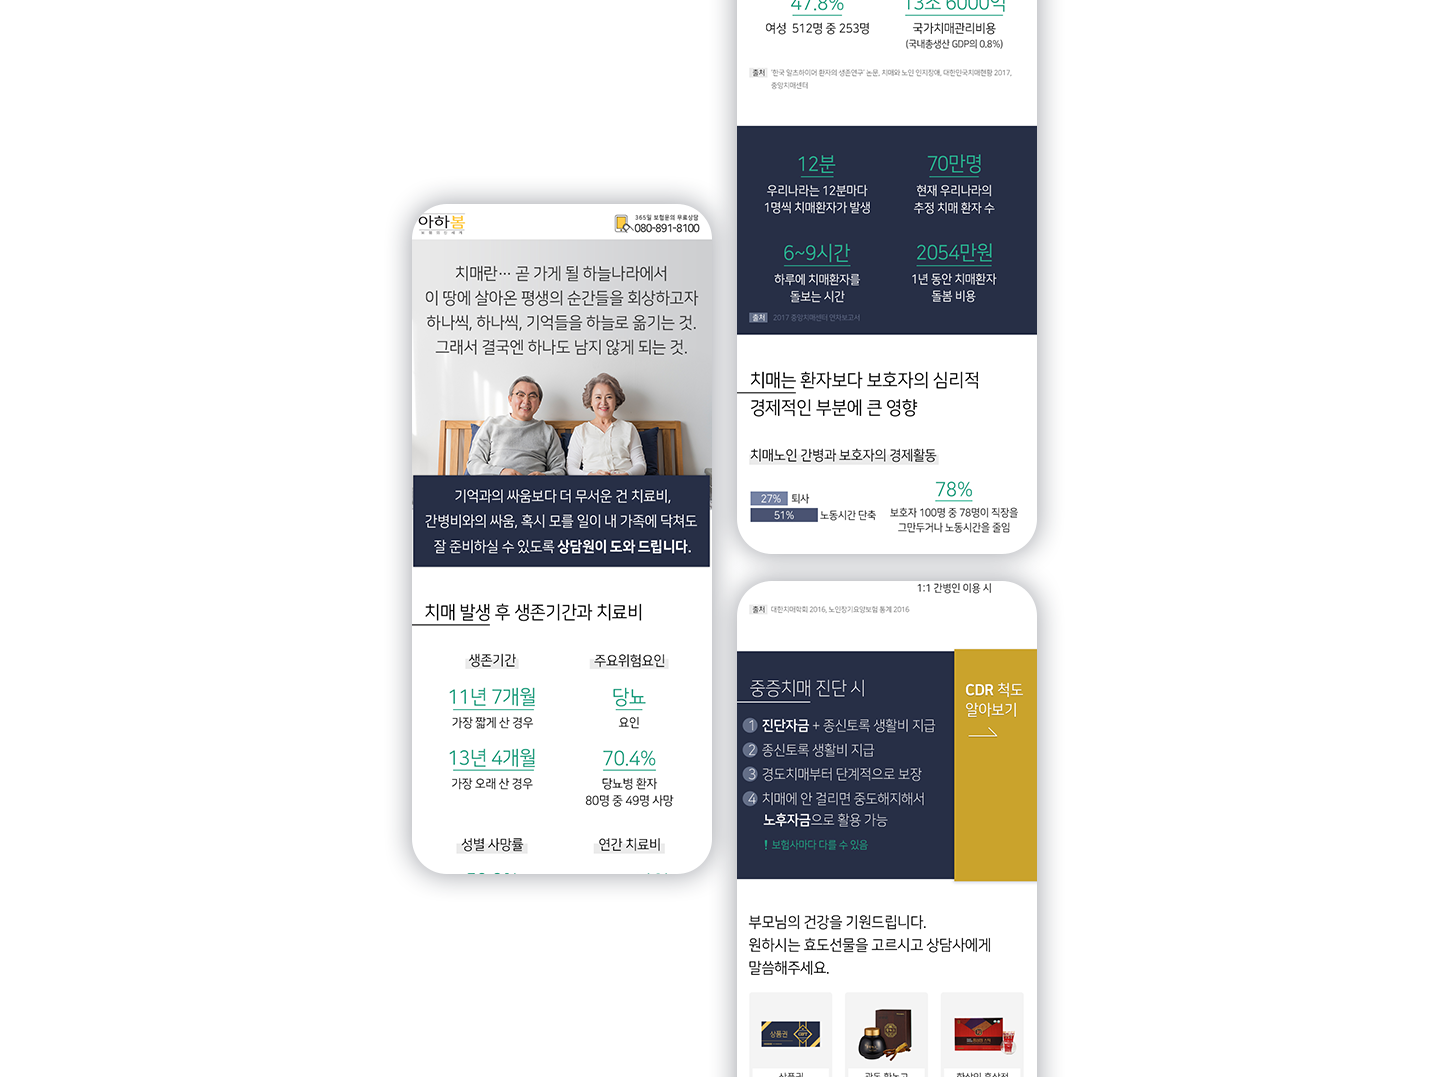 아하봄
365일 보험문의 무료상담
080-891-8100
치매란… 곧 가게 될 하늘나라에서
이 땅에 살아온 평생의 순간들을 회상하고자
하나씩, 하나씩, 기억들을 하늘로 옮기는 것.
그래서 결국엔 하나도 남지 않게 되는 것.
기억과의 싸움보다 더 무서운 건 치료비,
간병비와의 싸움, 혹시 모를 일이 내 가족에 닥쳐도
잘 준비하실 수 있도록 상담원이 도와 드립니다.
치매 발생 후 생존기간과 치료비
생존기간
주요위험요인
11년 7개월
당뇨
가장 짧게 산 경우
요인
13년 4개월
70.4%
가장 오래 산 경우
당뇨병 환자
80명 중 49명 사망
성별 사망률
연간 치료비
47.8%
13조 6000억
여성 512명 중 253명
국가치매관리비용
(국내총생산 GDP의 0.8%)
출처 '한국 알츠하이머 환자의 생존연구' 논문, 치매와 노인 인지장애, 대한민국치매현황 2017,
중앙치매센터
12분
70만명
우리나라는 12분마다
현재 우리나라의
1명씩 치매환자가 발생
추정 치매 환자 수
6~9시간
2054만원
하루에 치매환자를
1년 동안 치매환자
돌보는 시간
돌봄 비용
출처 2017 중앙치매센터 연차보고서
치매는 환자보다 보호자의 심리적
경제적인 부분에 큰 영향
치매노인 간병과 보호자의 경제활동
27% 퇴사
51% 노동시간 단축
78%
보호자 100명 중 78명이 직장을
그만두거나 노동시간을 줄임
1:1 간병인 이용 시
출처 대한치매학회 2016, 노인장기요양보험 통계 2016
중증치매 진단 시
1 진단자금 + 종신토록 생활비 지급
2 종신토록 생활비 지급
3 경도치매부터 단계적으로 보장
4 치매에 안 걸리면 중도해지해서
노후자금으로 활용 가능
! 보험사마다 다를 수 있음
CDR 척도
알아보기
부모님의 건강을 기원드립니다.
원하시는 효도선물을 고르시고 상담사에게
말씀해주세요.
상품권
GIFT
상품권